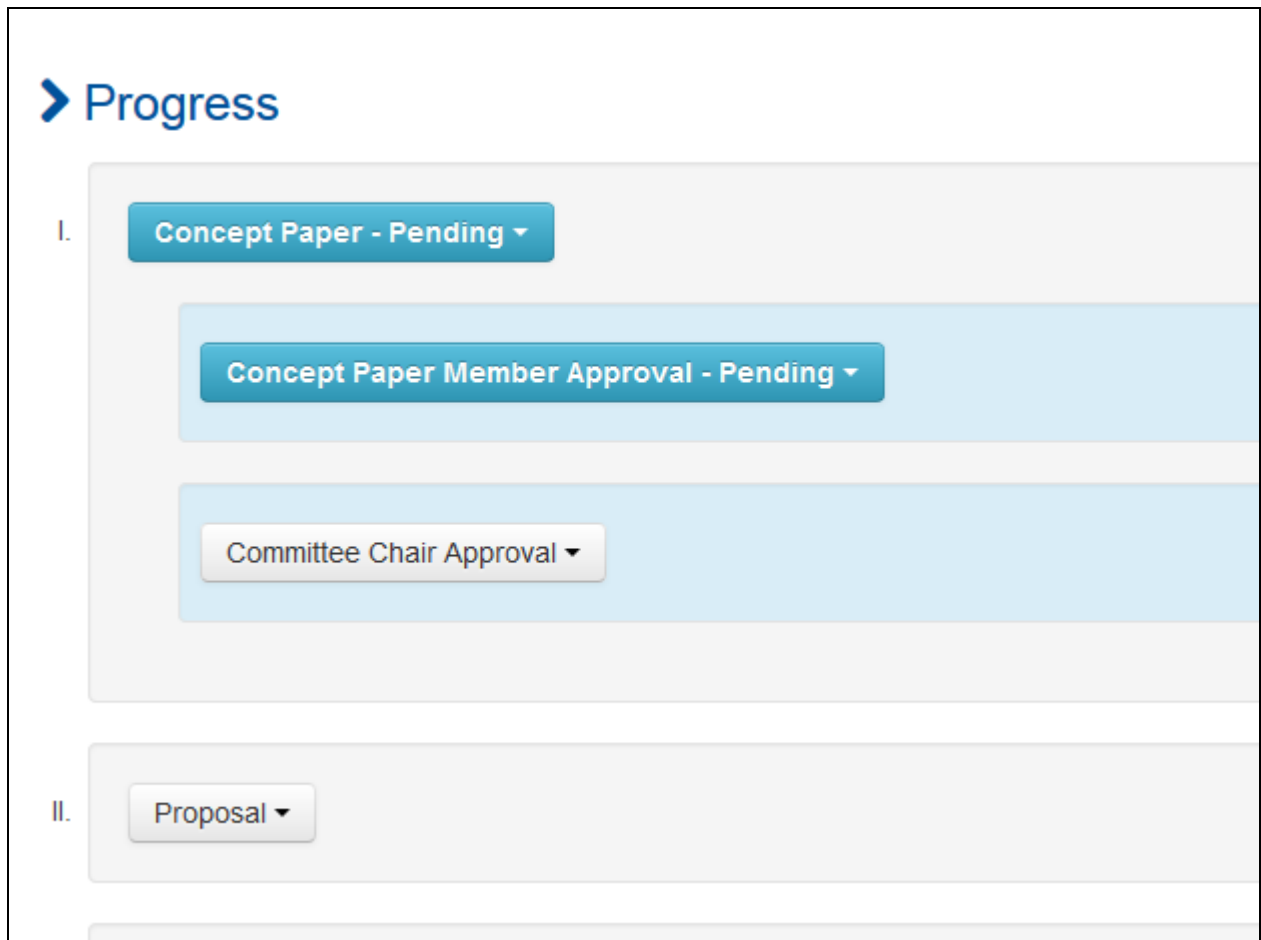 Progress
I.
Concept Paper - Pending
Concept Paper Member Approval - Pending
Committee Chair Approval
II.
Proposal